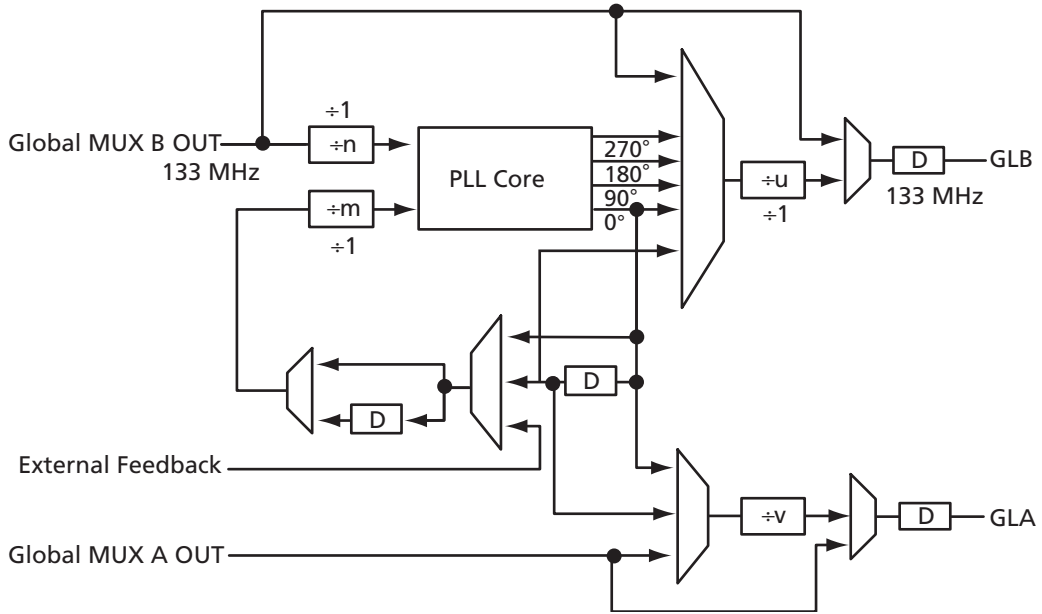 ÷1
Global MUX B OUT
÷n
133 MHz
PLL Core
270°
180°
90°
0°
÷m
÷1
÷u
÷1
D
GLB
133 MHz
D
D
External Feedback
÷v
D
GLA
Global MUX A OUT